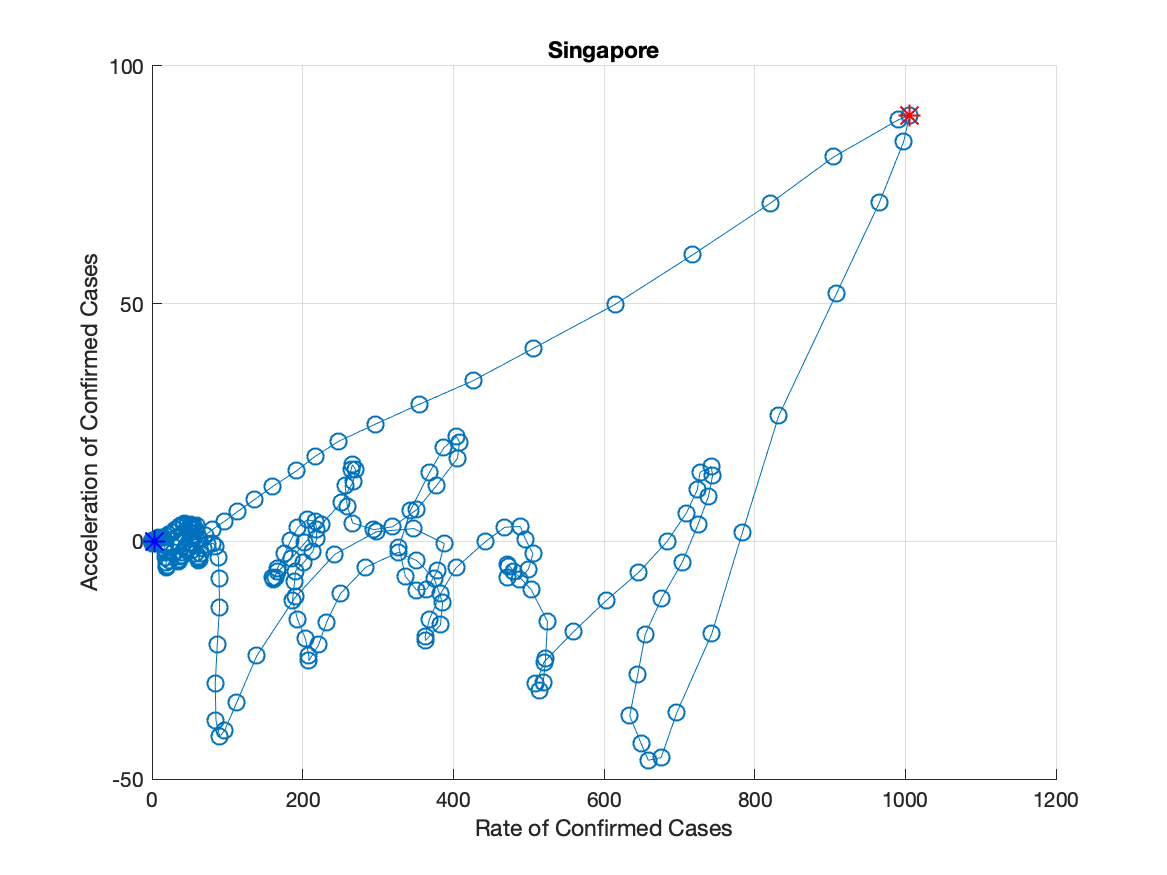 Singapore
100
50
0
-50
0 200 400 600 800 1000 1200
Rate of Confirmed Cases
Acceleration of Confirmed Cases